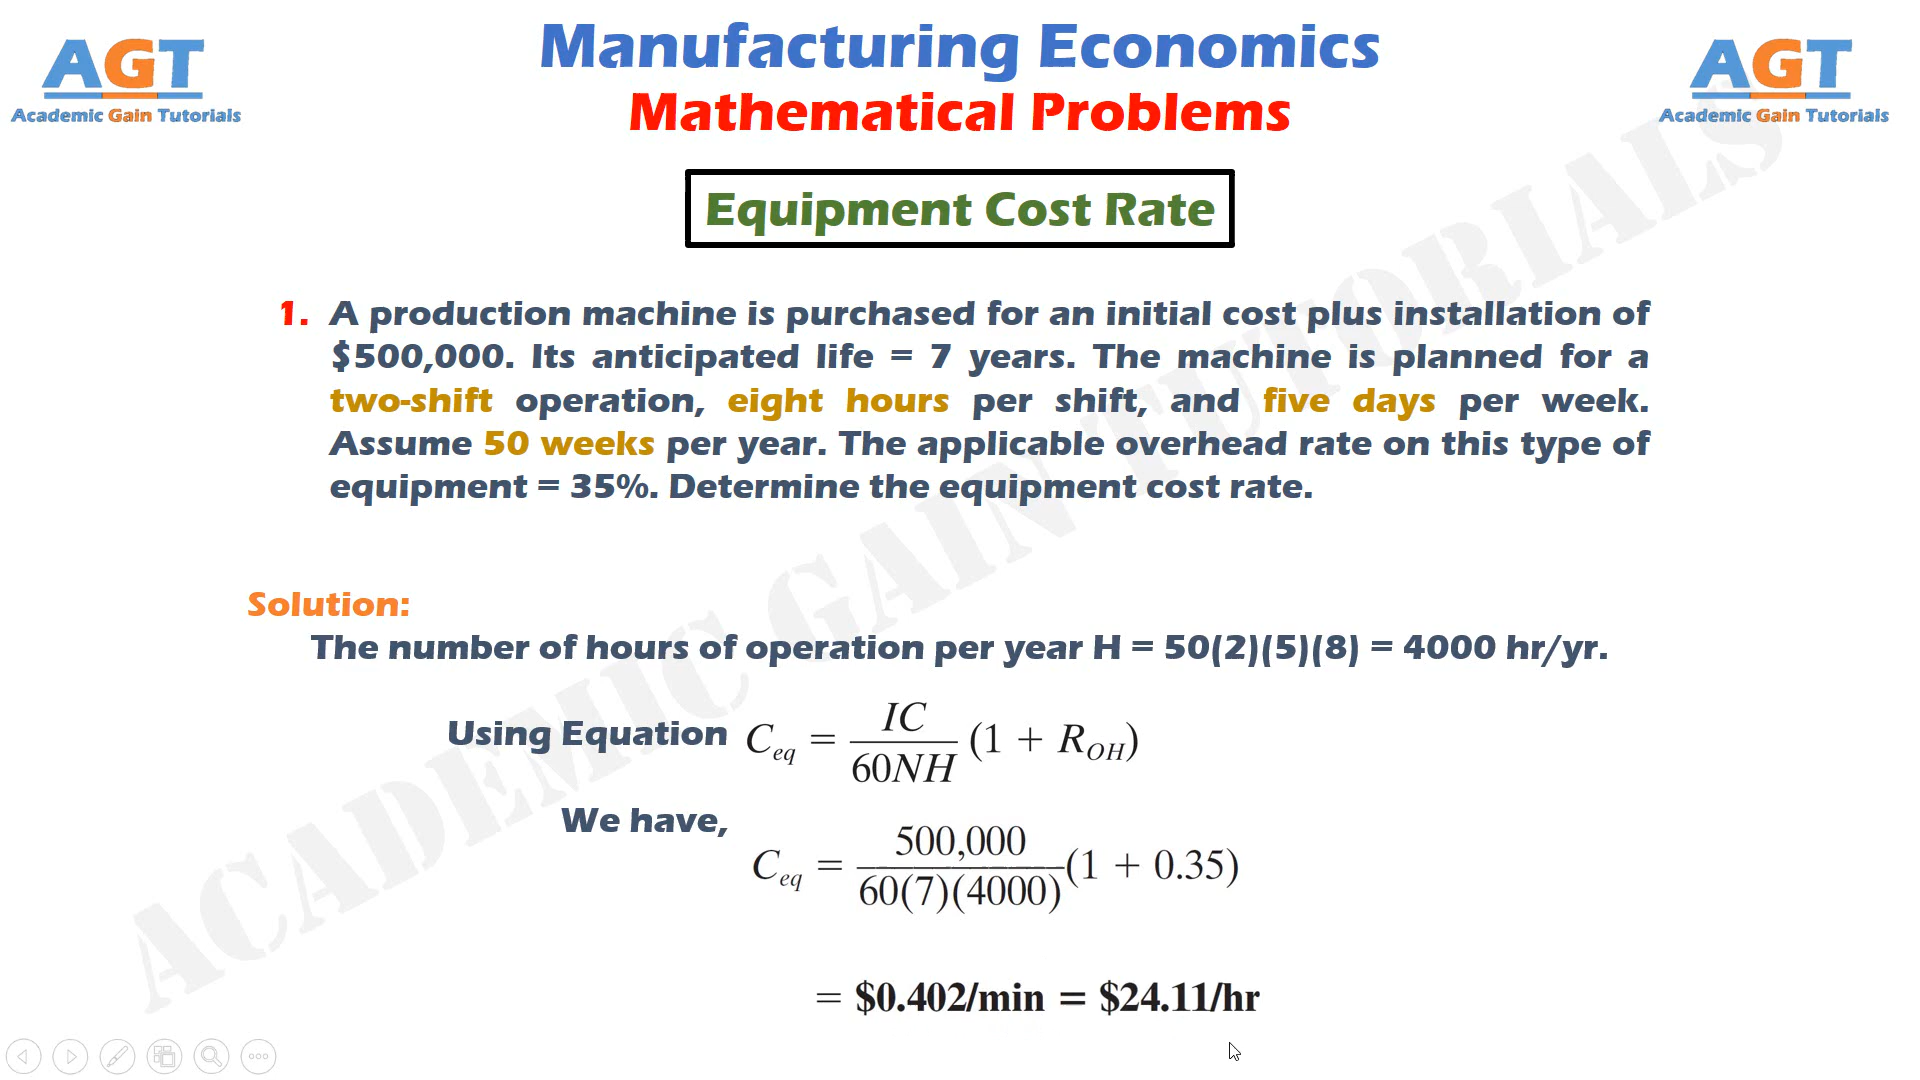 AGT
Academic Gain Tutorials
Manufacturing Economics
Mathematical Problems
AGT
Academic Gain Tutorials
Equipment Cost Rate
1. A production machine is purchased for an initial cost plus installation of
$500,000. Its anticipated life = 7 years. The machine is planned for a
two-shift operation, eight hours per shift, and five days per week.
Assume 50 weeks per year. The applicable overhead rate on this type of
equipment = 35%. Determine the equipment cost rate.
Solution:
The number of hours of operation per year H = 50(2)(5)(8) = 4000 hr/yr.
Using Equation C_eq = IC / 60NH (1 + R_OH)
We have,
C_eq = 500,000 / 60(7)(4000) (1 + 0.35)
= $0.402/min = $24.11/hr
ACADEMIC GAIN TUTORIALS